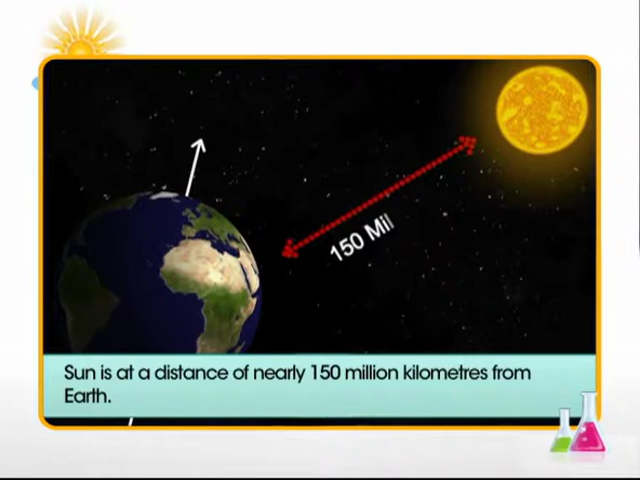 150 Mil
Sun is at a distance of nearly 150 million kilometres from
Earth.